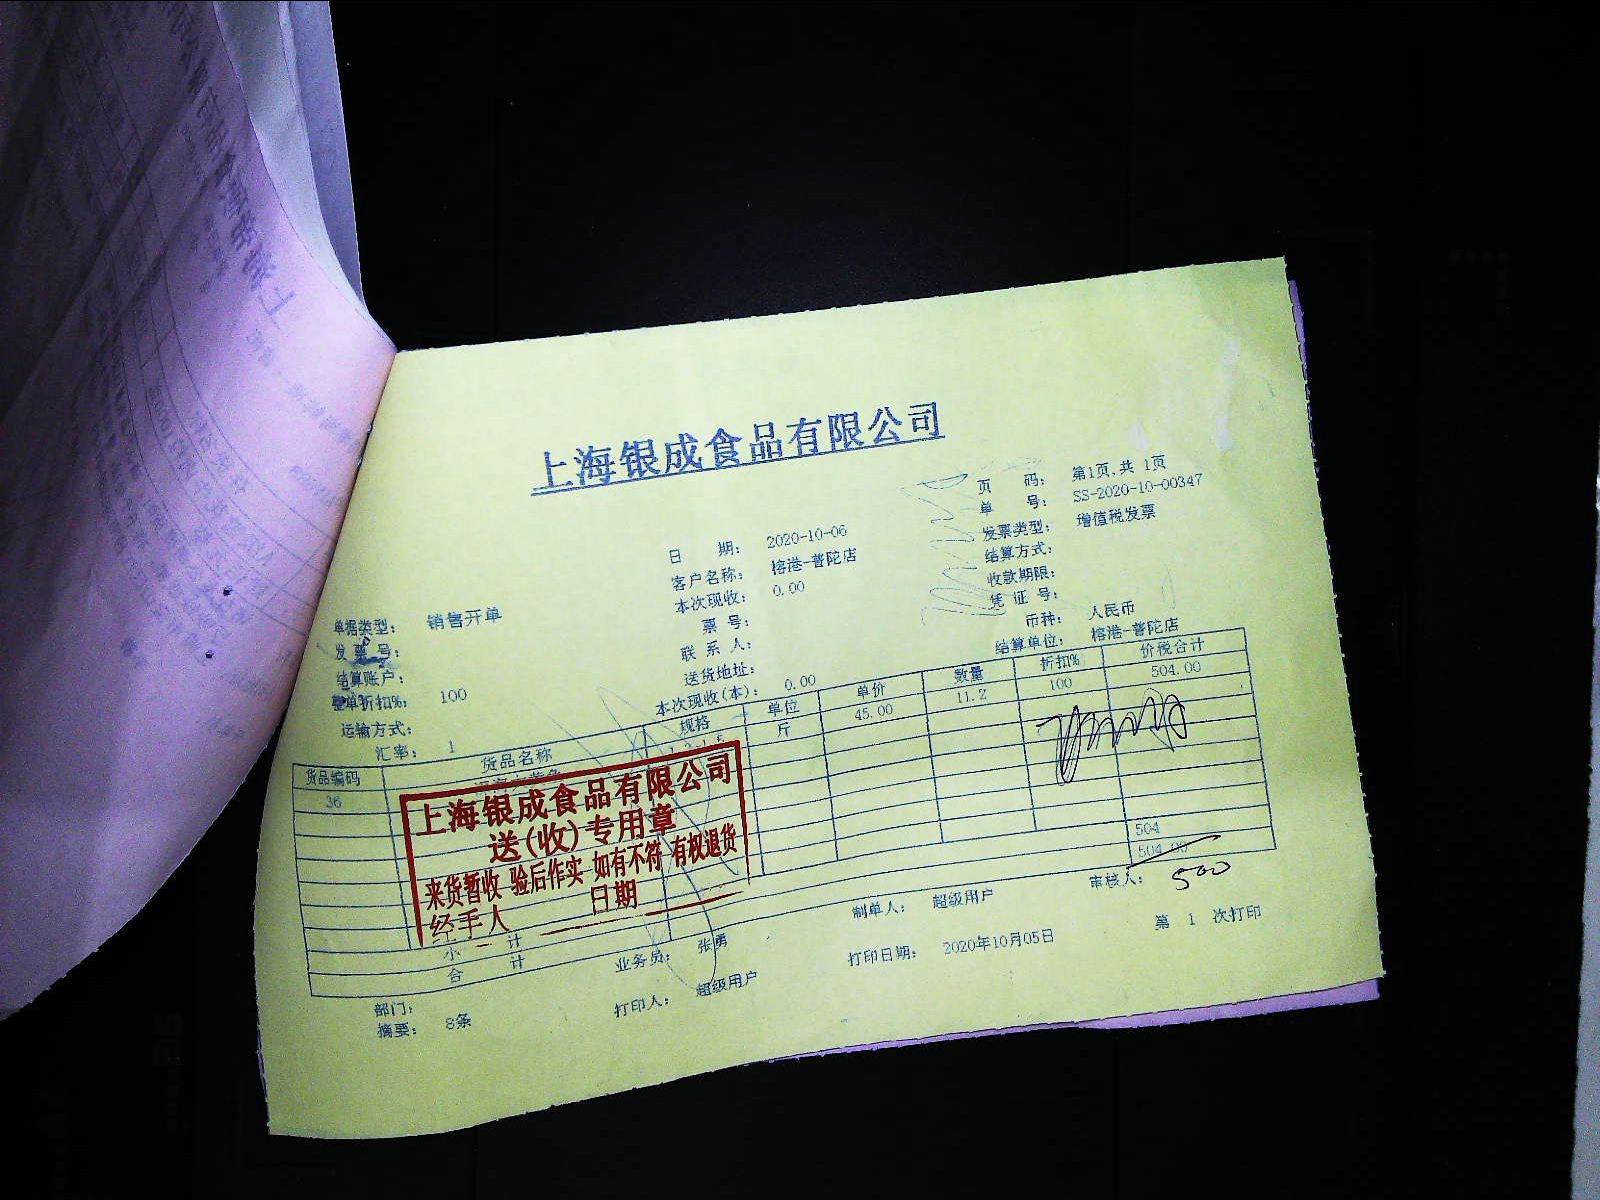 上海银成食品有限公司
页 码： 第1页,共 1页
单 号： SS-2020-10-00347
日 期： 2020-10-06
发票类型： 增值税发票
客户名称： 榕港-普陀店
结算方式：
本次现收： 0.00
收款期限：
单据类型： 销售开单
票 号：
凭 证 号：
发 票 号：
联 系 人：
币种： 人民币
结算账户：
送货地址：
结算单位： 榕港-普陀店
整单折扣%： 100
本次现收(本)： 0.00
运输方式：
汇率： 1
货品编码 货品名称 规格 单位 单价 数量 折扣% 价税合计
36 斤 45.00 11.2 100 504.00
上海银成食品有限公司
送(收)专用章
来货暂收 验后作实 如有不符 有权退货
经手人 日期
小 计 504
合 计 504.00
500
部门： 业务员： 张勇 制单人： 超级用户 审核人：
摘要： 8条 打印人： 超级用户 打印日期： 2020年10月05日 第 1 次打印